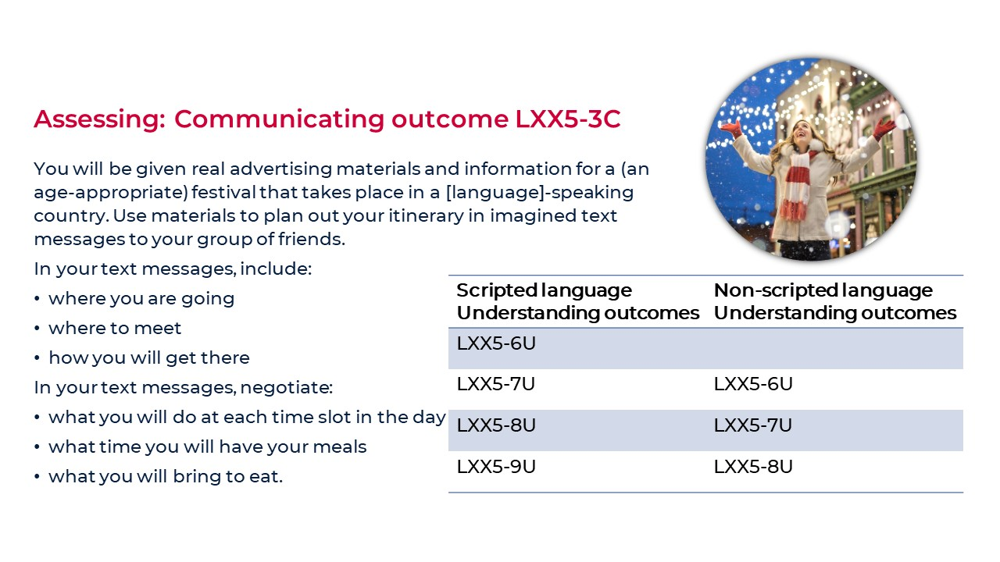 Assessing: Communicating outcome LXX5-3C
You will be given real advertising materials and information for a (an
age-appropriate) festival that takes place in a [language]-speaking
country. Use materials to plan out your itinerary in imagined text
messages to your group of friends.
In your text messages, include:
• where you are going
• where to meet
• how you will get there
In your text messages, negotiate:
• what you will do at each time slot in the day
• what time you will have your meals
• what you will bring to eat.
Scripted language Non-scripted language
Understanding outcomes Understanding outcomes
LXX5-6U
LXX5-7U LXX5-6U
LXX5-8U LXX5-7U
LXX5-9U LXX5-8U